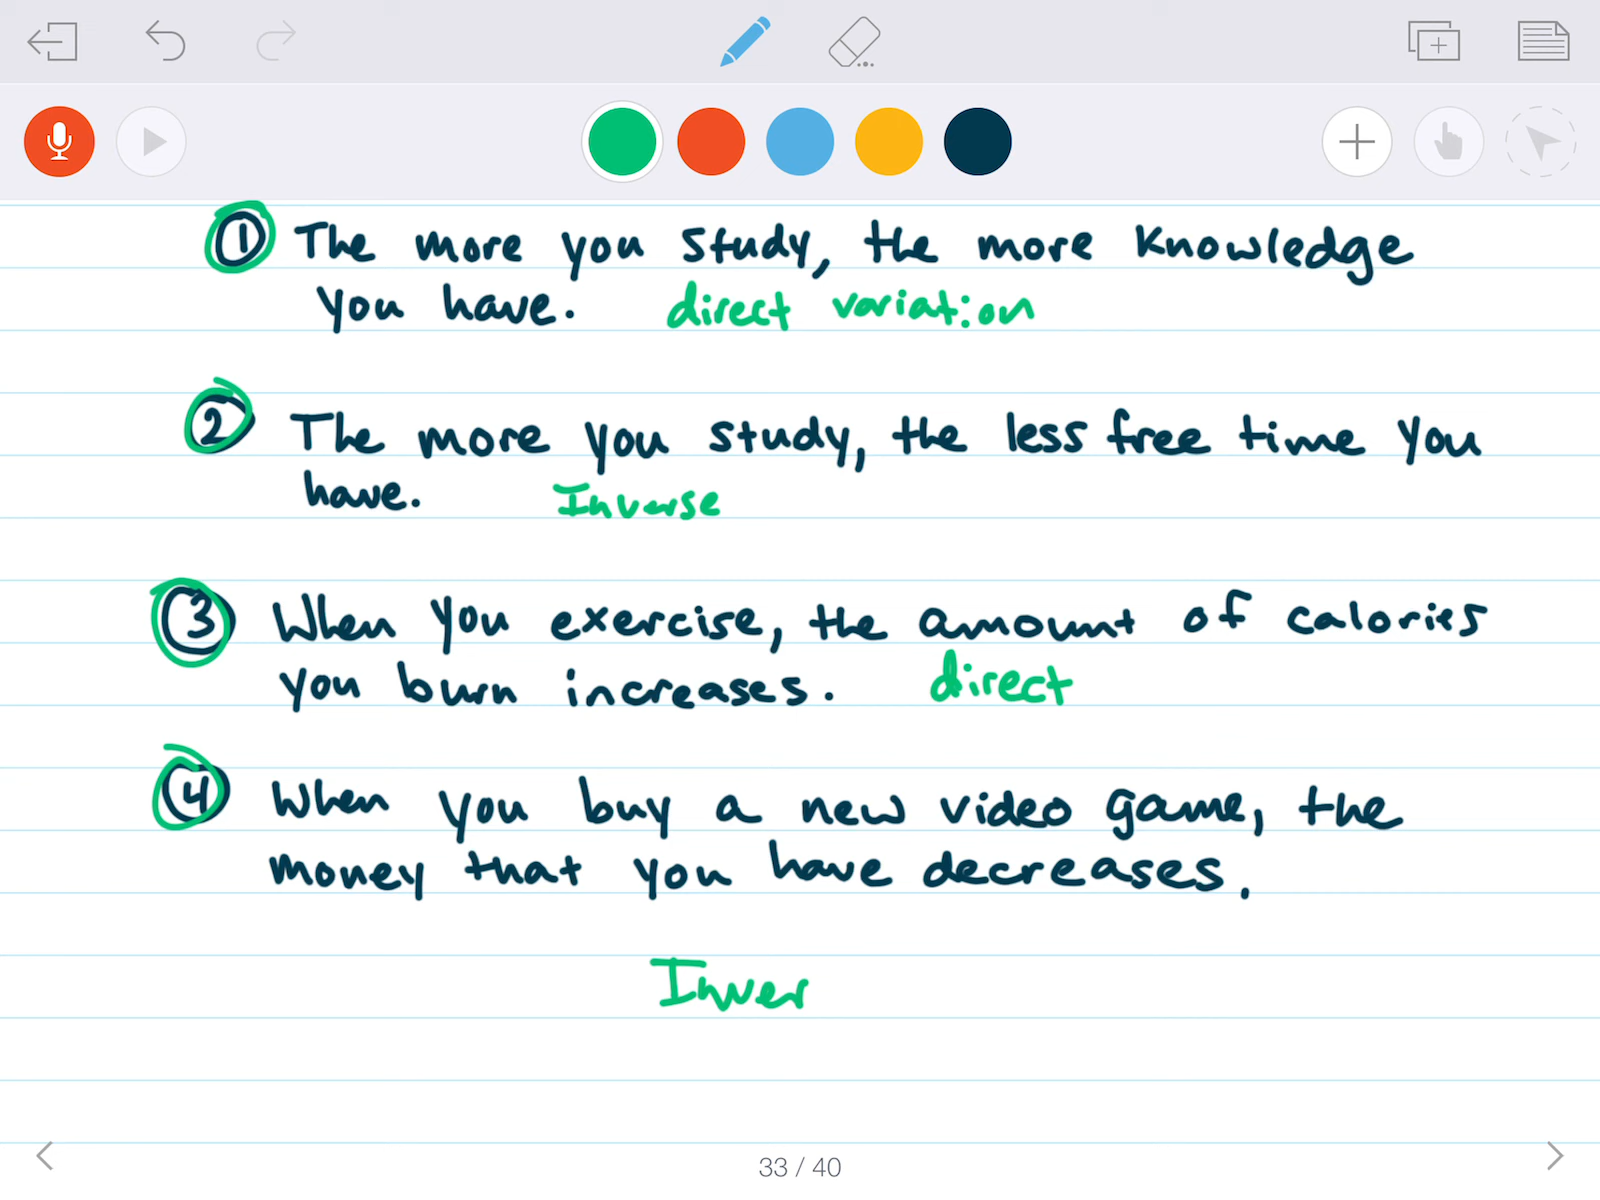 ① The more you study, the more knowledge
you have. direct variation
② The more you study, the less free time you
have. Inverse
③ When you exercise, the amount of calories
you burn increases. direct
④ When you buy a new video game, the
money that you have decreases.
Inver
33 / 40